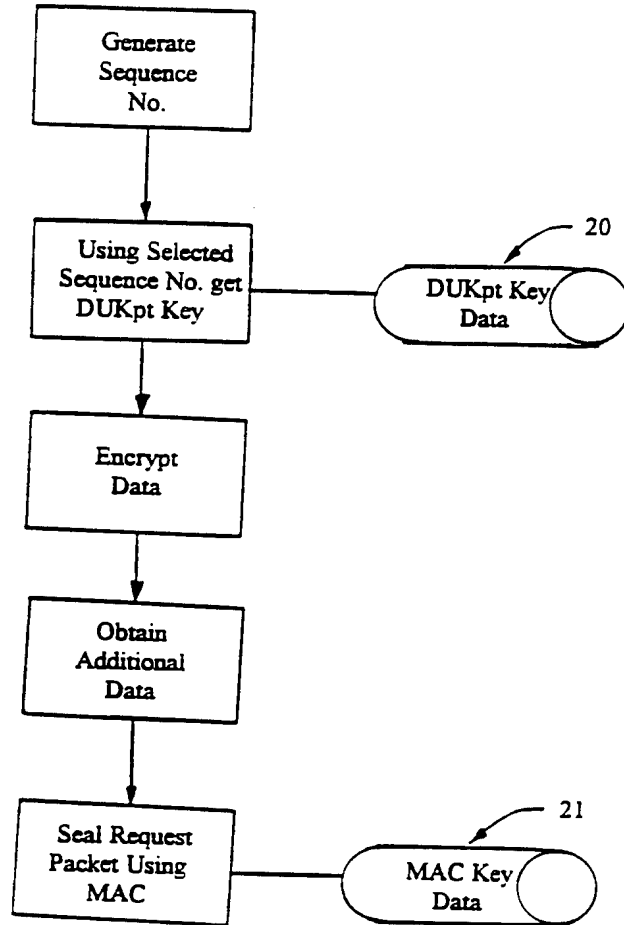 Generate
Sequence
No.
Using Selected
Sequence No. get
DUKpt Key
20
DUKpt Key
Data
Encrypt
Data
Obtain
Additional
Data
Seal Request
Packet Using
MAC
21
MAC Key
Data